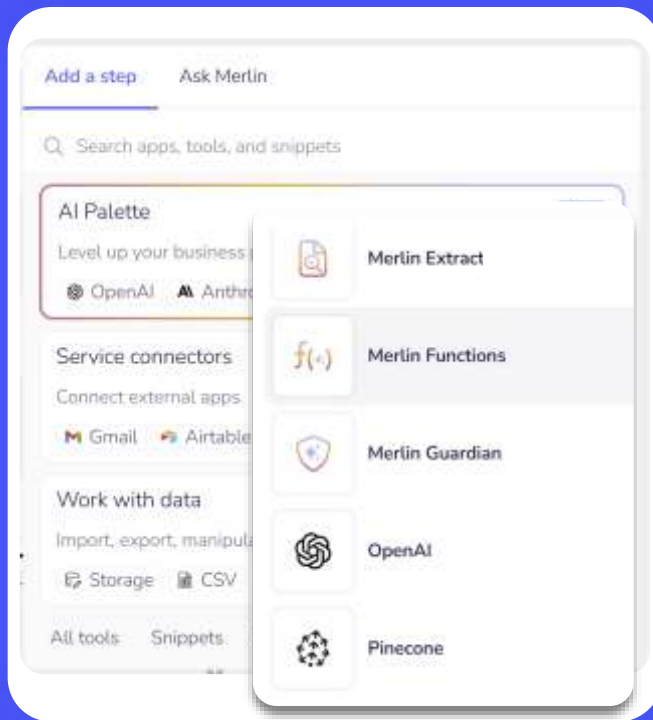 Add a step
Ask Merlin
Search apps, tools, and snippets
AI Palette
Level up your business
OpenAI
Service connectors
Connect external apps
Gmail
Airtable
Work with data
Import, export,
Storage
CSV
All tools
Snippets
Merlin Extract
f(x)
Merlin Functions
Merlin Guardian
OpenAI
Pinecone